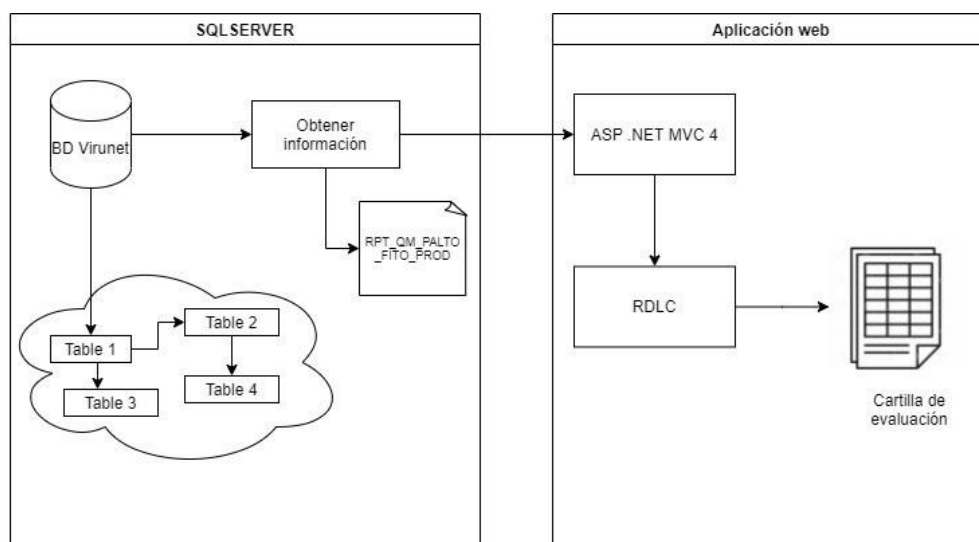 SQLSERVER
BD Virunet
Obtener
información
RPT_QM_PALTO
_FITO_PROD
Table 1
Table 2
Table 3
Table 4
Aplicación web
ASP .NET MVC 4
RDLC
Cartilla de
evaluación